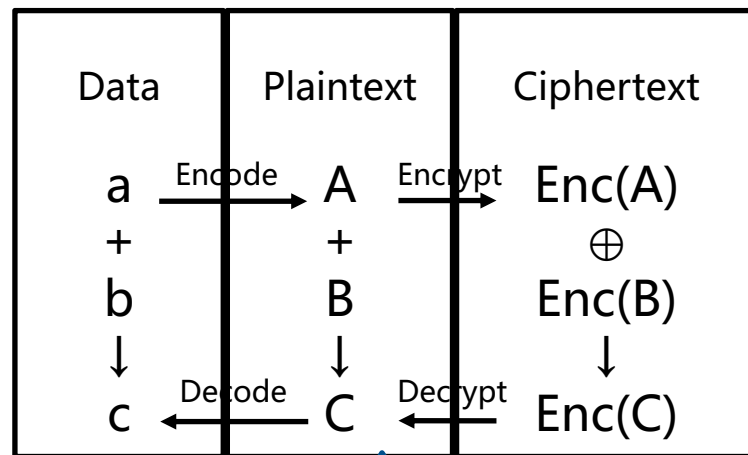 Data Plaintext Ciphertext
a Encode A Encrypt Enc(A)
+ + ⊕
b B Enc(B)
↓ ↓ ↓
c Decode C Decrypt Enc(C)